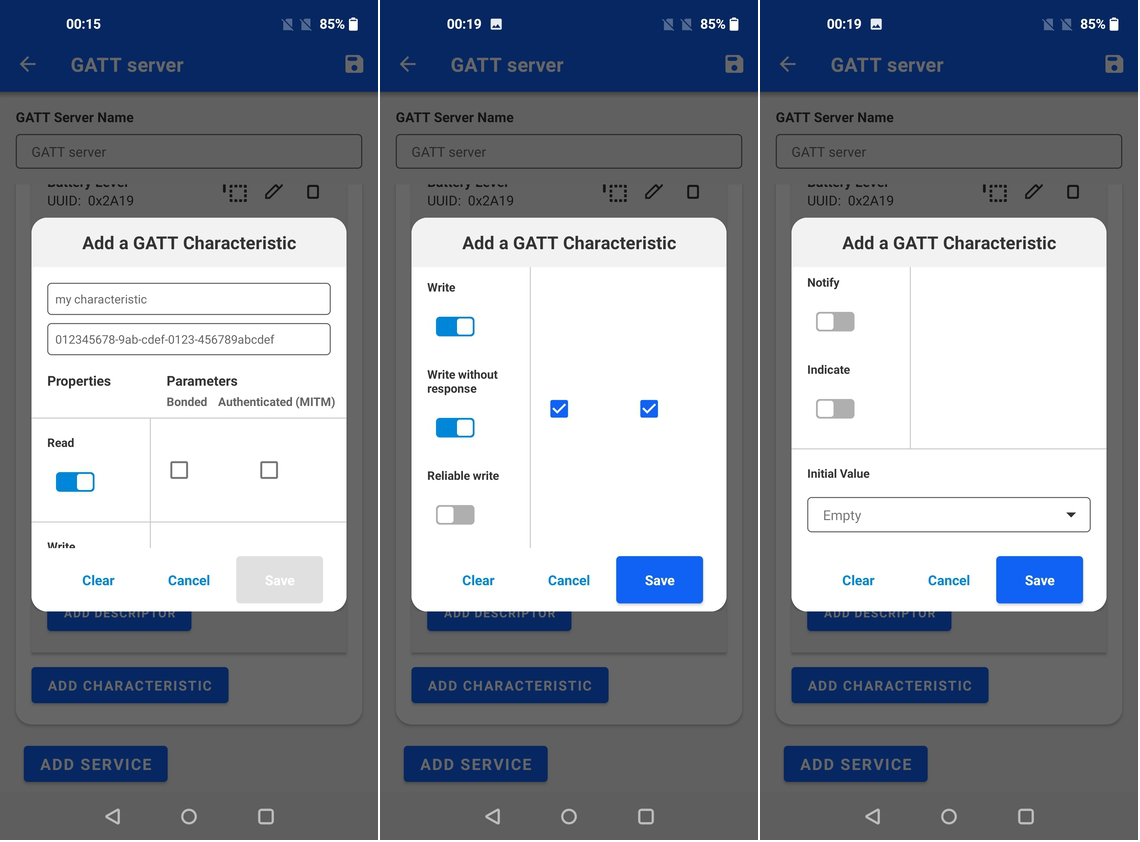 00:15
85%
GATT server
GATT Server Name
GATT server
Battery Level
UUID: 0x2A19
Add a GATT Characteristic
my characteristic
012345678-9ab-cdef-0123-456789abcdef
Properties
Parameters
Bonded
Authenticated (MITM)
Read
Write
Clear
Cancel
Save
ADD DESCRIPTOR
ADD CHARACTERISTIC
ADD SERVICE
00:19
85%
GATT server
GATT Server Name
GATT server
Battery Level
UUID: 0x2A19
Add a GATT Characteristic
Write
Write without
response
Reliable write
Clear
Cancel
Save
ADD DESCRIPTOR
ADD CHARACTERISTIC
ADD SERVICE
00:19
85%
GATT server
GATT Server Name
GATT server
Battery Level
UUID: 0x2A19
Add a GATT Characteristic
Notify
Indicate
Initial Value
Empty
Clear
Cancel
Save
ADD DESCRIPTOR
ADD CHARACTERISTIC
ADD SERVICE